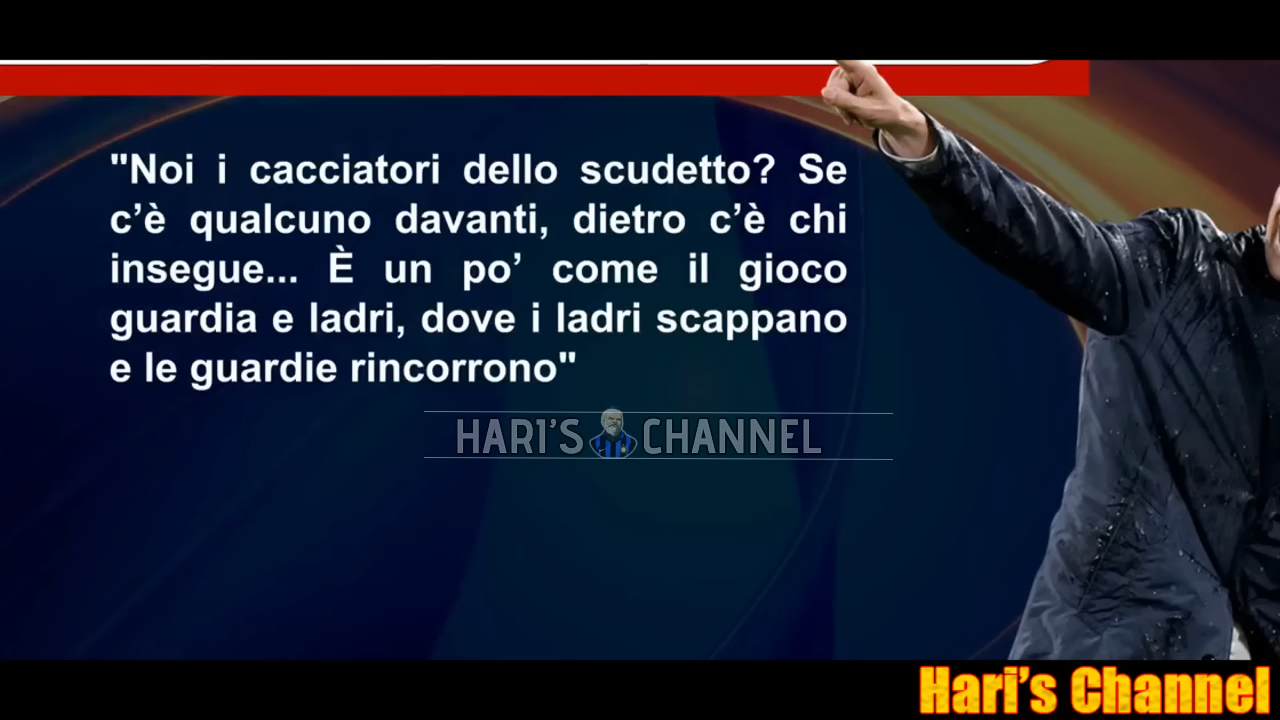 "Noi i cacciatori dello scudetto? Se
c’è qualcuno davanti, dietro c’è chi
insegue... È un po’ come il gioco
guardia e ladri, dove i ladri scappano
e le guardie rincorrono"
HARI'S CHANNEL
Hari's Channel